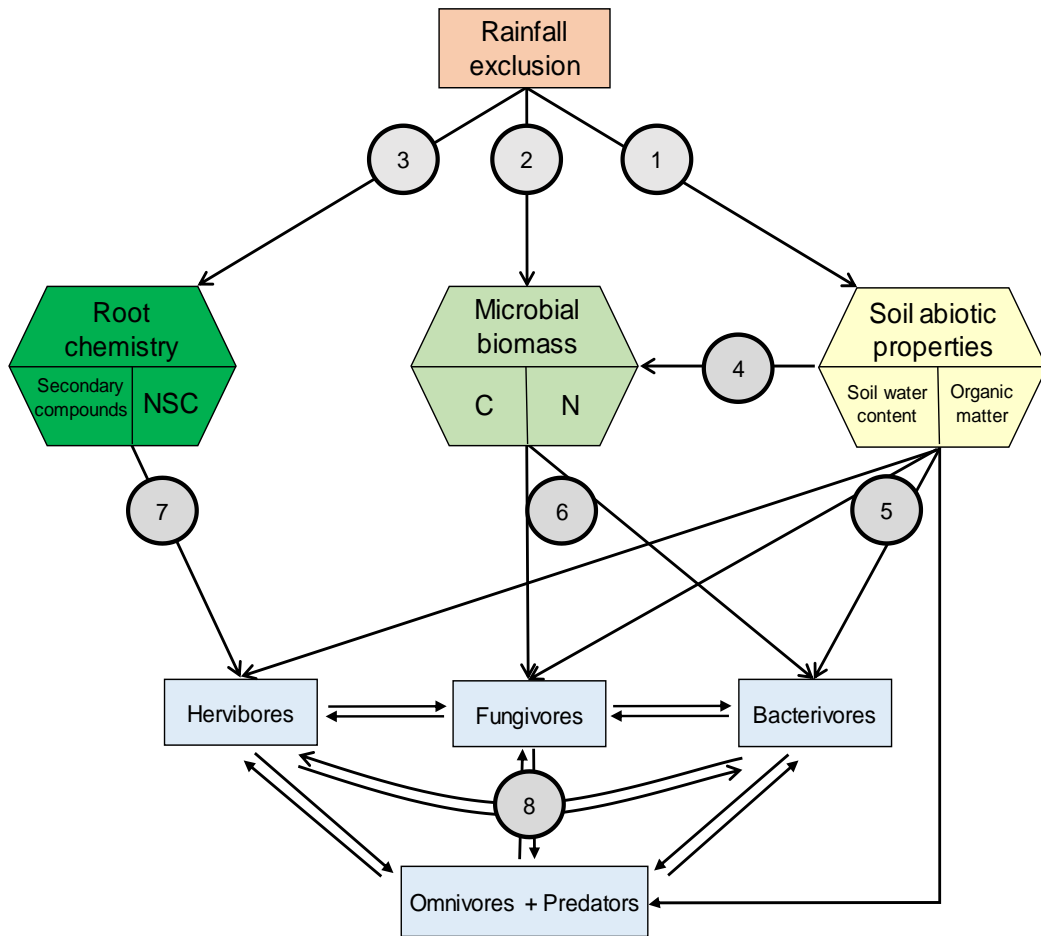 Rainfall
exclusion
3
2
1
Root
chemistry
Secondary
compounds
NSC
Microbial
biomass
C
N
4
Soil abiotic
properties
Soil water
content
Organic
matter
7
6
5
Hervibores
Fungivores
Bacterivores
8
Omnivores + Predators